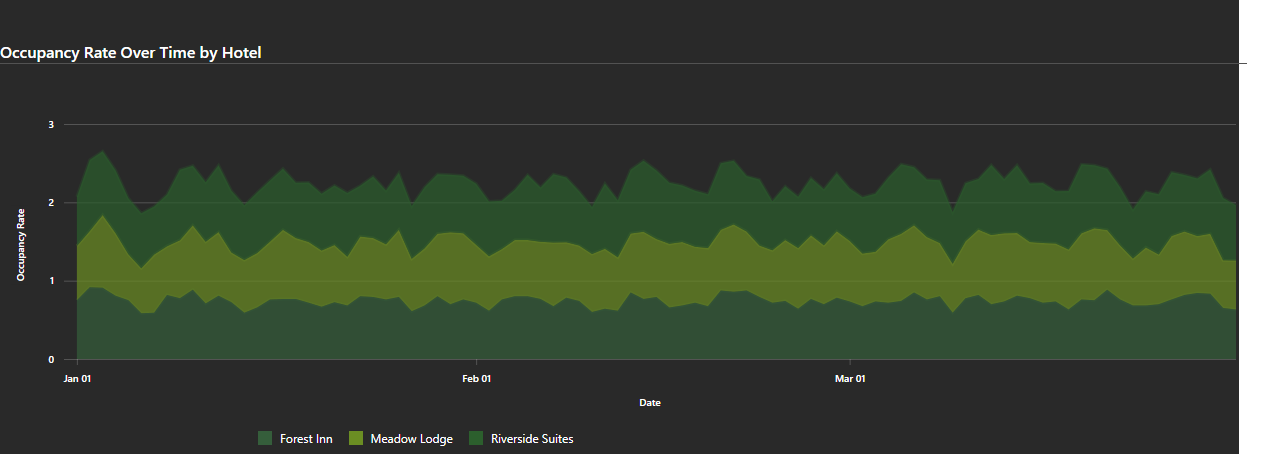 Occupancy Rate Over Time by Hotel
3
2
1
0
Occupancy Rate
Jan 01
Feb 01
Mar 01
Date
Forest Inn
Meadow Lodge
Riverside Suites